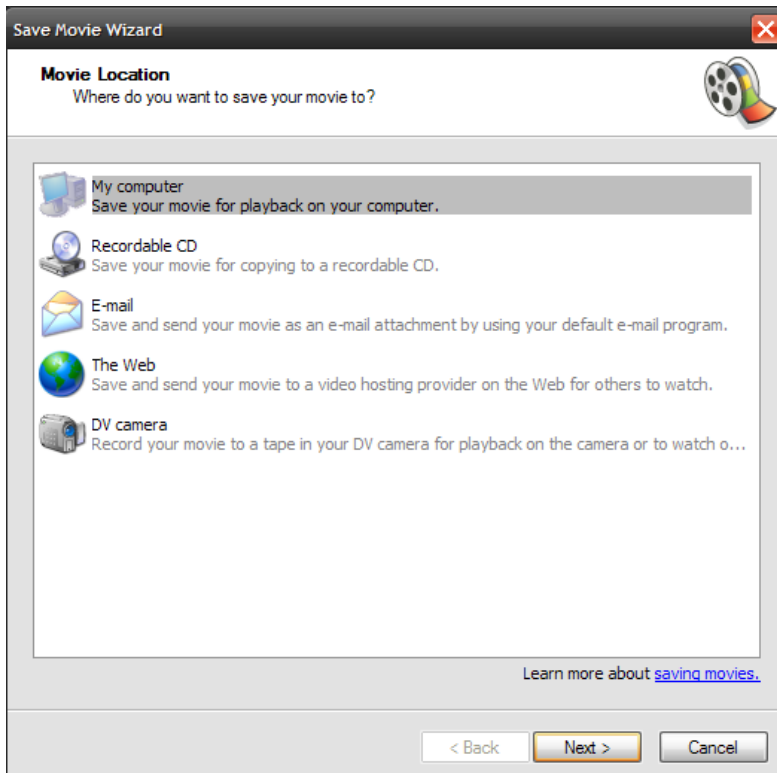 Save Movie Wizard
Movie Location
Where do you want to save your movie to?
My computer
Save your movie for playback on your computer.
Recordable CD
Save your movie for copying to a recordable CD.
E-mail
Save and send your movie as an e-mail attachment by using your default e-mail program.
The Web
Save and send your movie to a video hosting provider on the Web for others to watch.
DV camera
Record your movie to a tape in your DV camera for playback on the camera or to watch o...
Learn more about saving movies.
< Back Next > Cancel